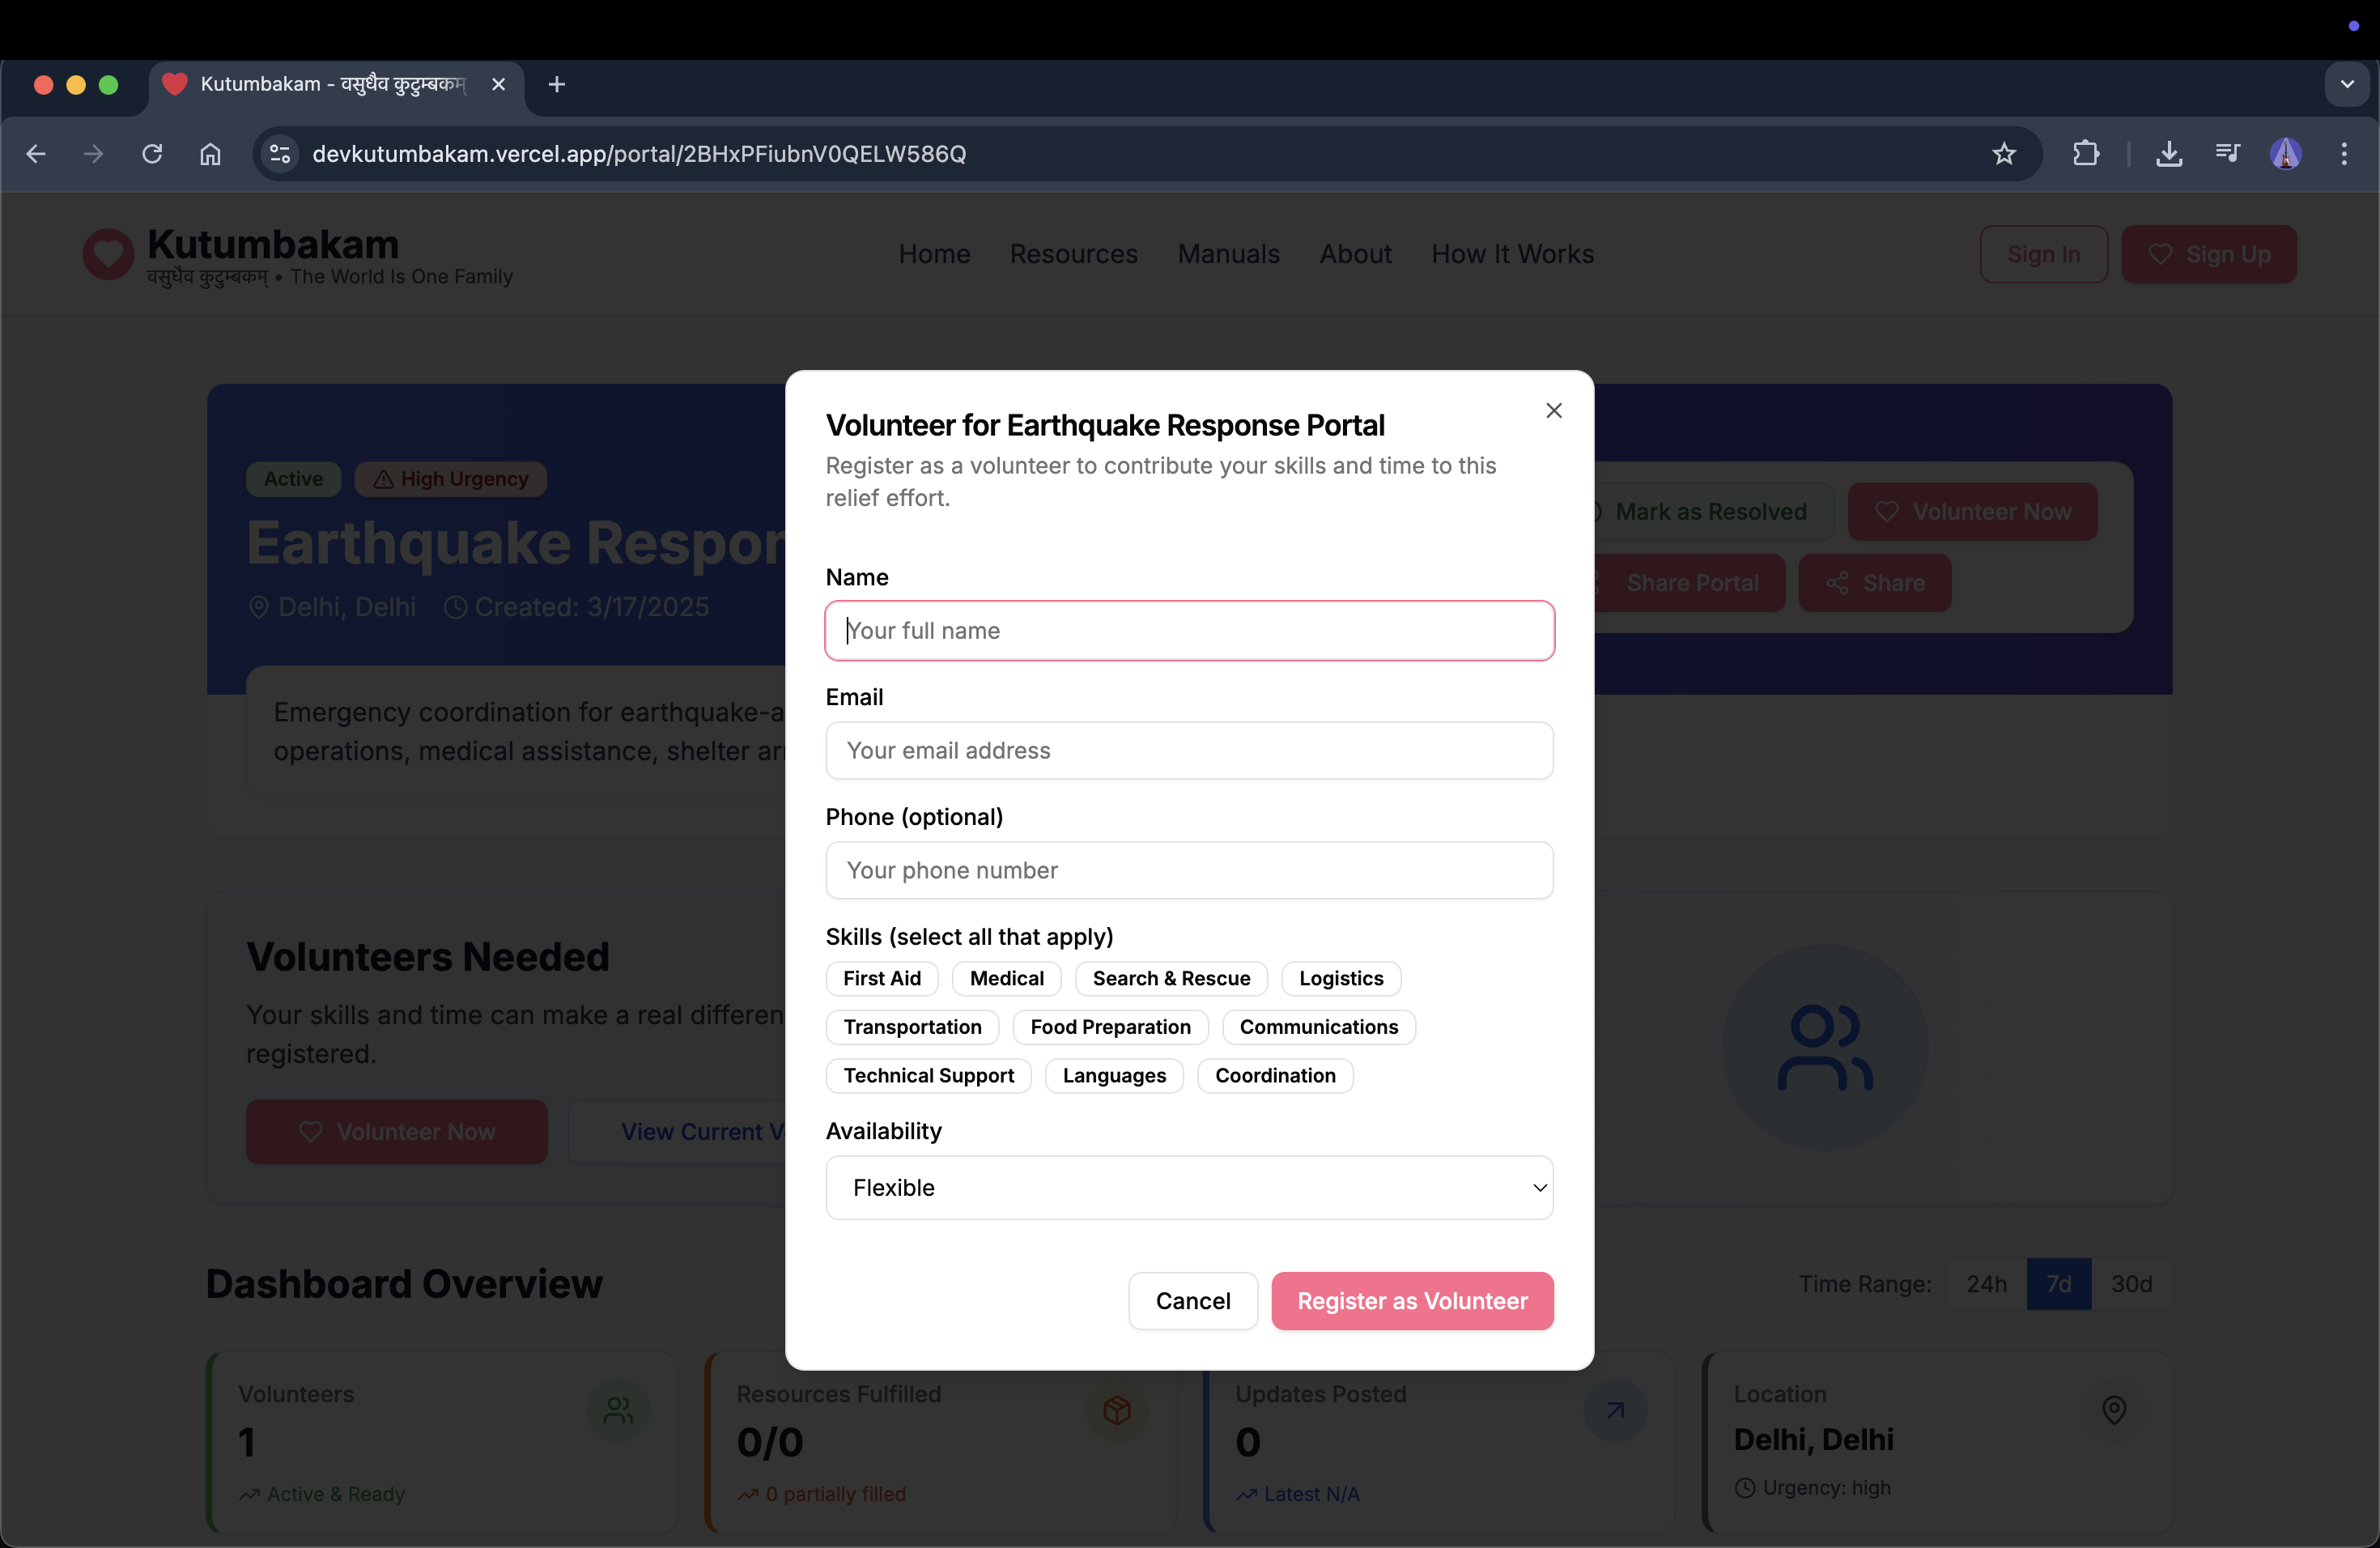 Kutumbakam - वसुधैव कुटुम्बकम्
devkutumbakam.vercel.app/portal/2BHxPFiubnV0QELW586Q
Kutumbakam
वसुधैव कुटुम्बकम् • The World Is One Family
Home
Resources
Manuals
About
How It Works
Sign In
Sign Up
Active
High Urgency
Earthquake Respon
Delhi, Delhi
Created: 3/17/2025
Mark as Resolved
Volunteer Now
Share Portal
Share
Emergency coordination for earthquake-a
operations, medical assistance, shelter
Volunteer for Earthquake Response Portal
Register as a volunteer to contribute your skills and time to this
relief effort.
Name
Your full name
Email
Your email address
Phone (optional)
Your phone number
Skills (select all that apply)
First Aid
Medical
Search & Rescue
Logistics
Transportation
Food Preparation
Communications
Technical Support
Languages
Coordination
Availability
Flexible
Cancel
Register as Volunteer
Volunteers Needed
Your skills and time can make a real differen
registered.
Volunteer Now
View Current V
Dashboard Overview
Time Range:
24h
7d
30d
Volunteers
1
Active & Ready
Resources Fulfilled
0/0
0 partially filled
Updates Posted
0
Latest N/A
Location
Delhi, Delhi
Urgency: high